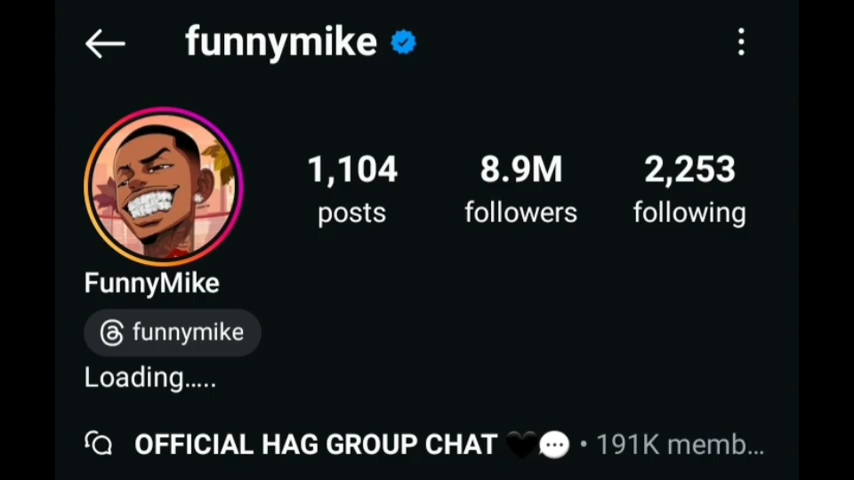 funnymike
1,104 8.9M 2,253
posts followers following
FunnyMike
funnymike
Loading.....
OFFICIAL HAG GROUP CHAT 🖤💬 • 191K memb...